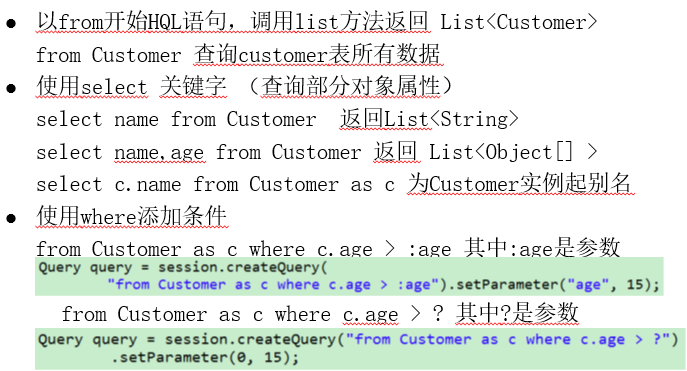 ● 以from开始HQL语句，调用list方法返回 List<Customer>
from Customer 查询customer表所有数据
● 使用select 关键字 （查询部分对象属性）
select name from Customer  返回List<String>
select name,age from Customer 返回 List<Object[] >
select c.name from Customer as c 为Customer实例起别名
● 使用where添加条件
from Customer as c where c.age > :age 其中:age是参数
Query query = session.createQuery(
"from Customer as c where c.age > :age").setParameter("age", 15);
from Customer as c where c.age > ? 其中?是参数
Query query = session.createQuery("from Customer as c where c.age > ?")
.setParameter(0, 15);